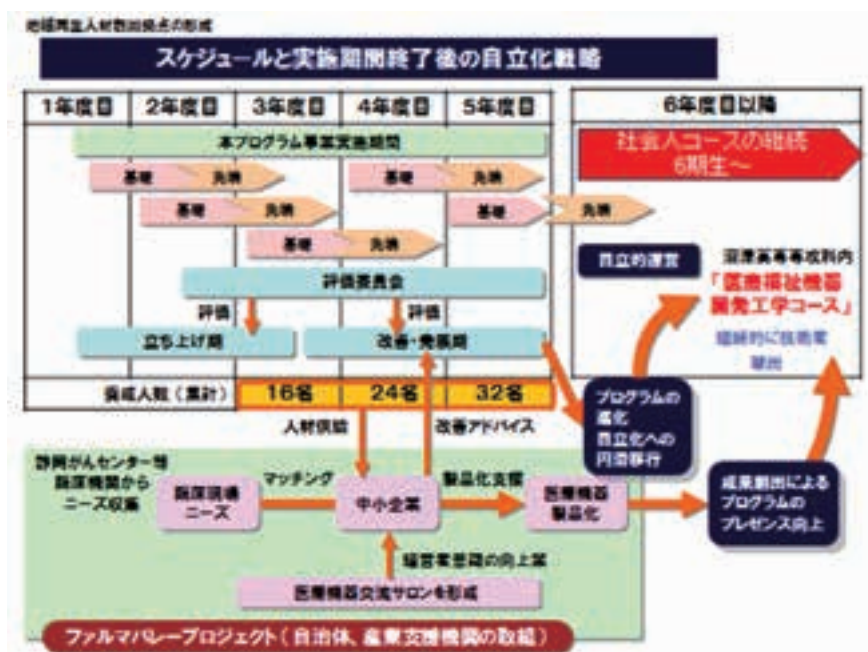 地域再生人材創出拠点の形成
スケジュールと実施期間終了後の自立化戦略
1年度目 2年度目 3年度目 4年度目 5年度目 6年度目以降
本プログラム事業実施期間
社会人コースの継続
6期生~
基礎 先端 基礎 先端
基礎 先端 基礎 先端
基礎 先端
自立的運営
沼津高専専攻科内
「医療福祉機器
開発工学コース」
継続的に
輩出
評価委員会
評価 評価
立ち上げ期 改善・発展期
養成人数(累計) 16名 24名 32名
人材供給 改善アドバイス
プログラムの
進化
自立化への
円滑移行
静岡がんセンター等
臨床機関から
ニーズ収集
臨床現場
ニーズ
マッチング
中小企業
製品化支援
医療機器
製品化
成果創出による
プログラムの
プレゼンス向上
経営者意識の向上策
医療機器交流サロンを形成
ファルマバレープロジェクト(自治体、産業支援機関の取組)